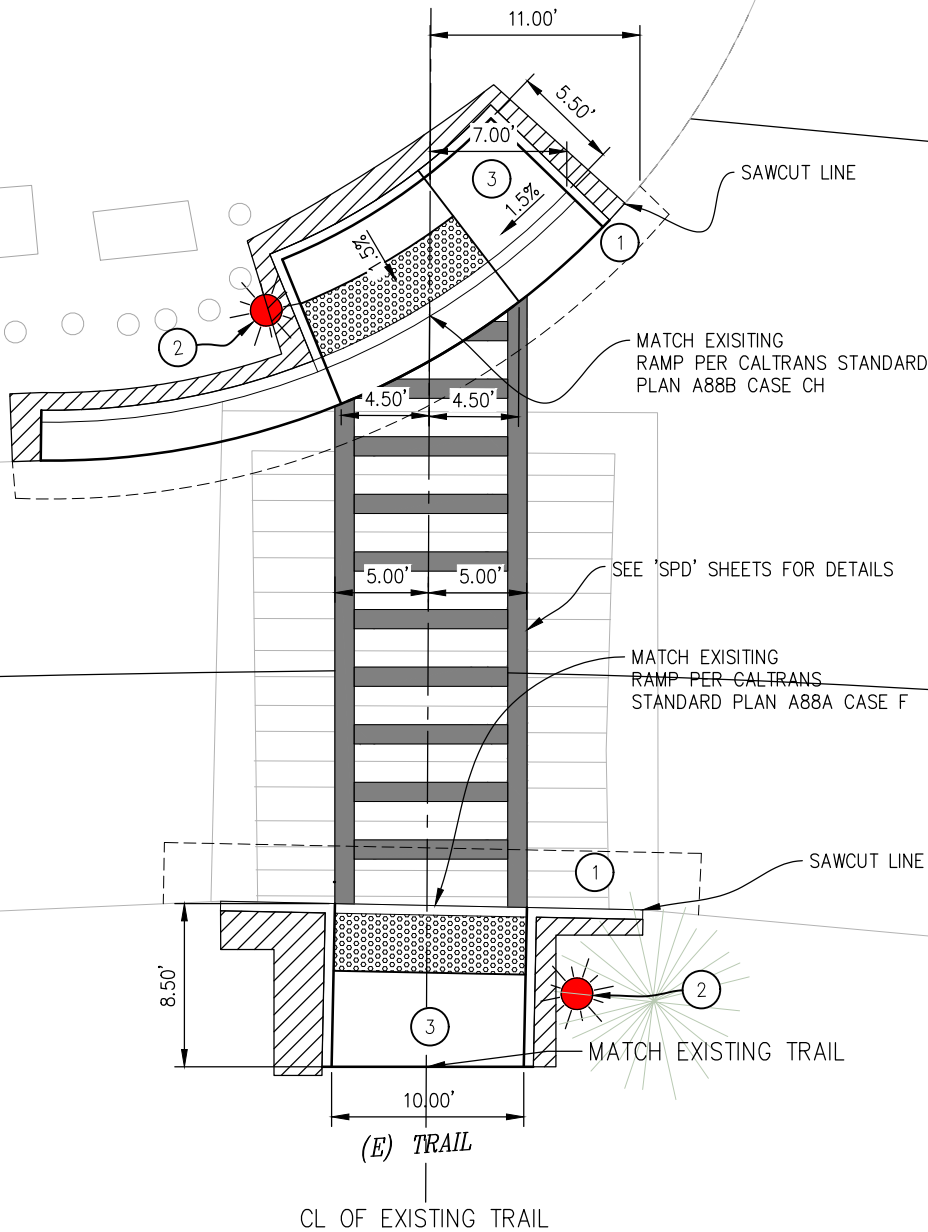 11.00'
5.50'
7.00'
3
1.5%
SAWCUT LINE
1
1.5%
2
MATCH EXISITING
RAMP PER CALTRANS STANDARD
PLAN A88B CASE CH
4.50' 4.50'
SEE 'SPD' SHEETS FOR DETAILS
5.00' 5.00'
MATCH EXISITING
RAMP PER CALTRANS
STANDARD PLAN A88A CASE F
SAWCUT LINE
1
8.50'
2
3
MATCH EXISTING TRAIL
10.00'
(E) TRAIL
CL OF EXISTING TRAIL